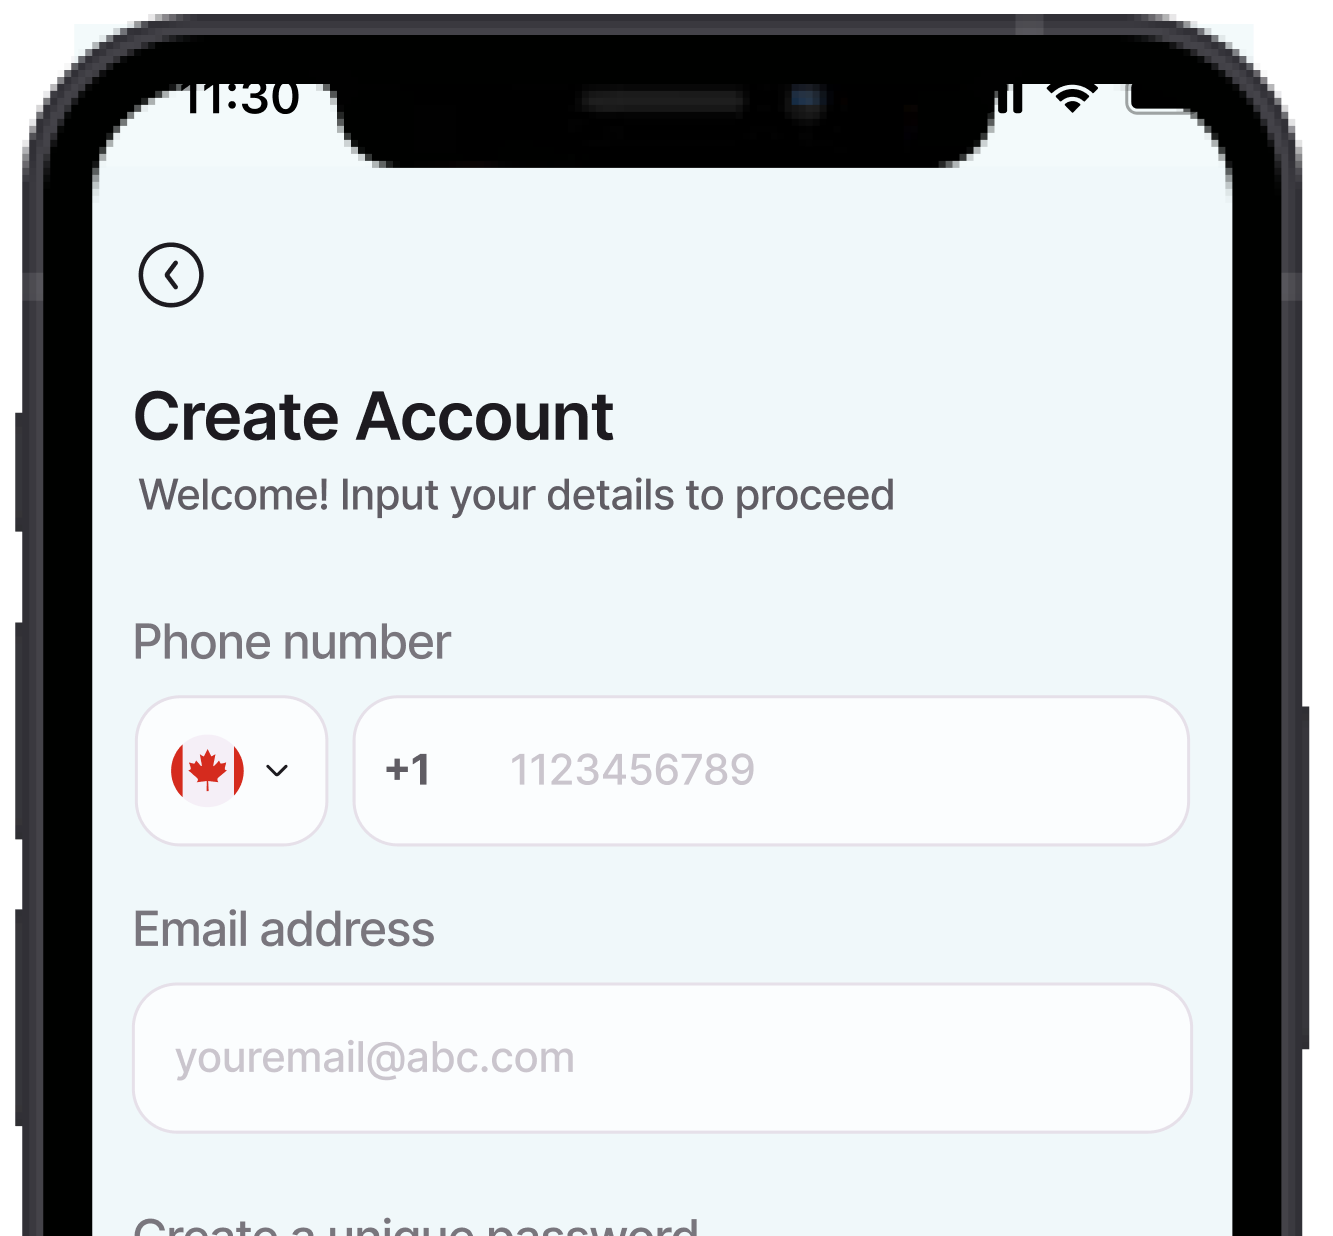 11:30
Create Account
Welcome! Input your details to proceed
Phone number
+1 1123456789
Email address
youremail@abc.com
Create a unique password